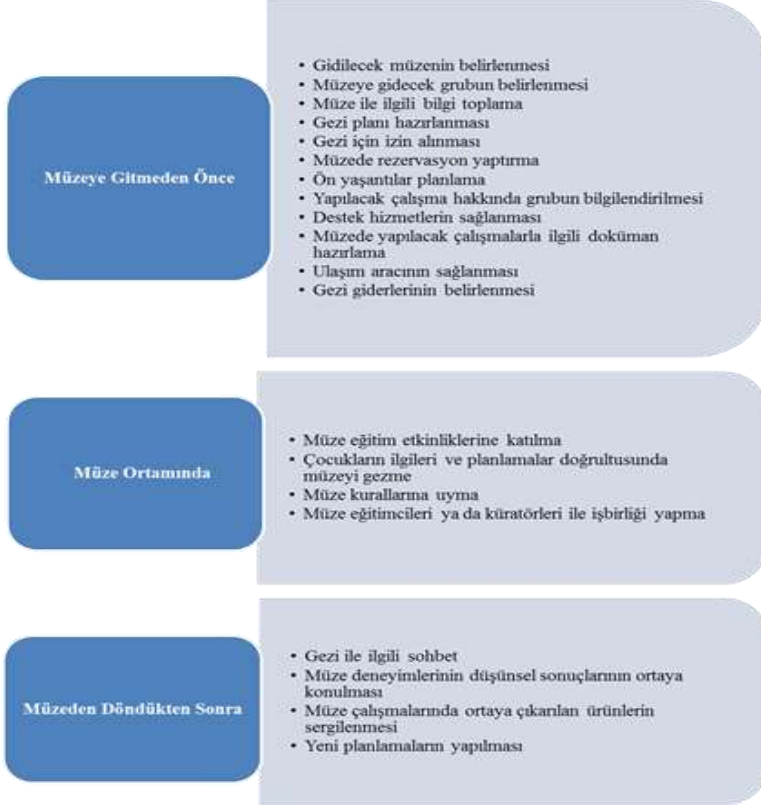 Müzeye Gitmeden Önce
• Gidilecek müzenin belirlenmesi
• Müzeye gidecek grubun belirlenmesi
• Müze ile ilgili bilgi toplama
• Gezi planı hazırlanması
• Gezi için izin alınması
• Müzede rezervasyon yaptırma
• Ön yaşantılar planlama
• Yapılacak çalışma hakkında grubun bilgilendirilmesi
• Destek hizmetlerin sağlanması
• Müzede yapılacak çalışmalarla ilgili doküman
hazırlama
• Ulaşım aracının sağlanması
• Gezi giderlerinin belirlenmesi
Müze Ortamında
• Müze eğitim etkinliklerine katılma
• Çocukların ilgileri ve planlamalar doğrultusunda
müzeyi gezme
• Müze kurallarına uyma
• Müze eğitimcileri ya da küratörleri ile işbirliği yapma
Müzeden Döndükten Sonra
• Gezi ile ilgili sohbet
• Müze deneyimlerinin düşünsel sonuçlarının ortaya
konulması
• Müze çalışmalarında ortaya çıkarılan ürünlerin
sergilenmesi
• Yeni planlamaların yapılması